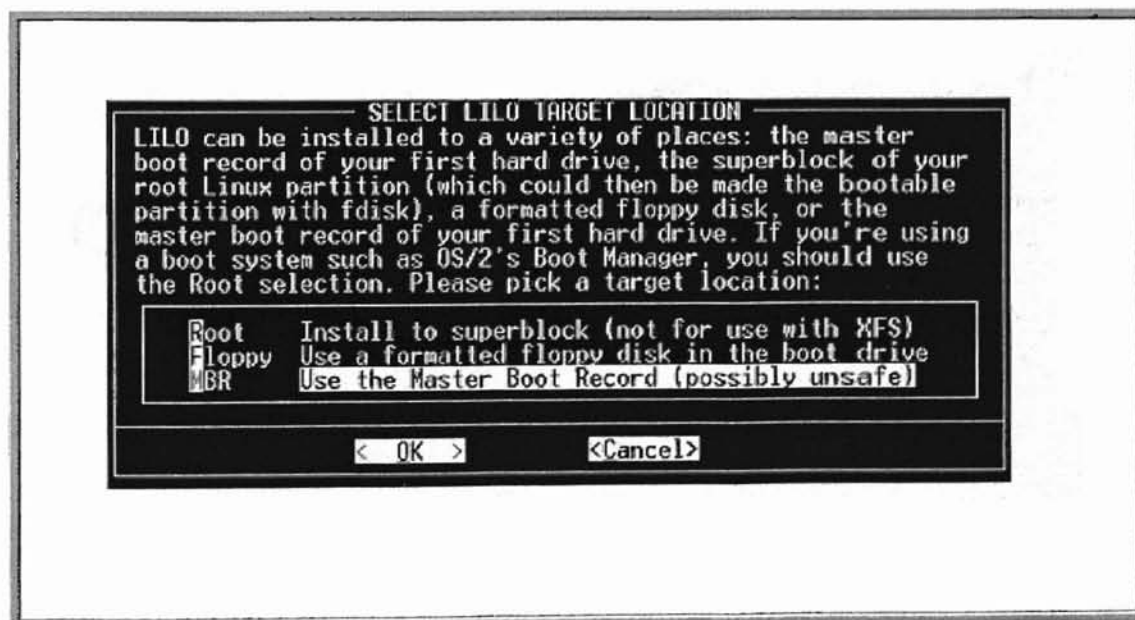 SELECT LILO TARGET LOCATION
LILO can be installed to a variety of places: the master
boot record of your first hard drive, the superblock of your
root Linux partition (which could then be made the bootable
partition with fdisk), a formatted floppy disk, or the
master boot record of your first hard drive. If you're using
a boot system such as OS/2's Boot Manager, you should use
the Root selection. Please pick a target location:
Root Install to superblock (not for use with XFS)
Floppy Use a formatted floppy disk in the boot drive
MBR Use the Master Boot Record (possibly unsafe)
< OK > <Cancel>